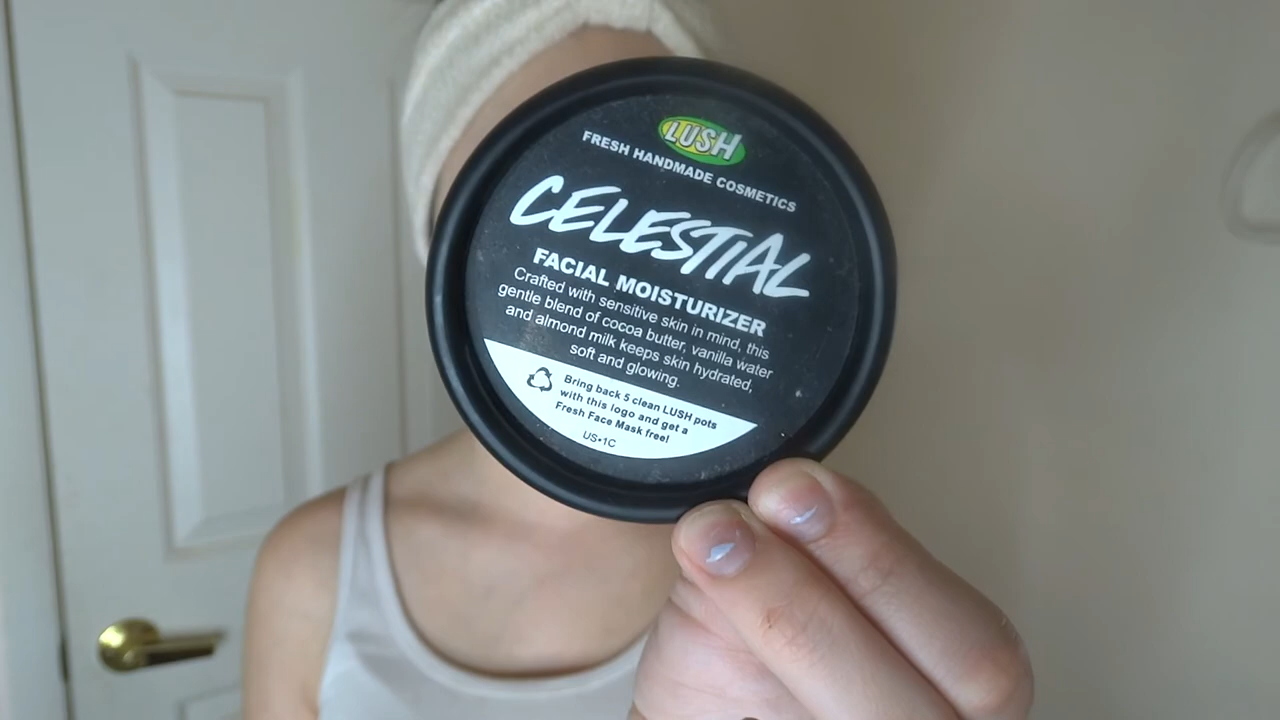 LUSH
FRESH HANDMADE COSMETICS
CELESTIAL
FACIAL MOISTURIZER
Crafted with sensitive skin in mind, this
gentle blend of cocoa butter, vanilla water
and almond milk keeps skin hydrated,
soft and glowing.
Bring back 5 clean LUSH pots
with this logo and get a
Fresh Face Mask free!
US•1C